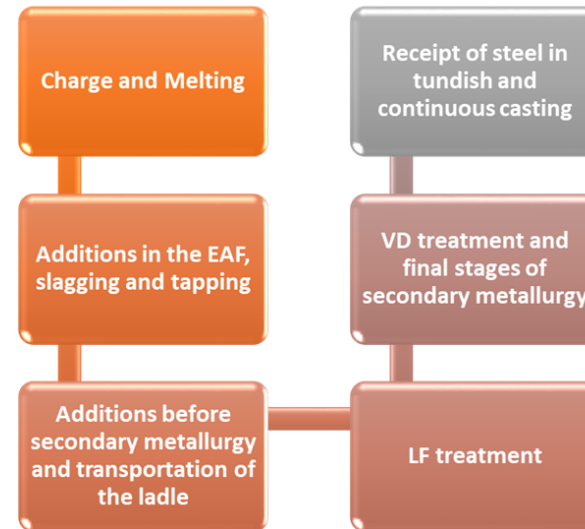 Charge and Melting
Additions in the EAF,
slagging and tapping
Additions before
secondary metallurgy
and transportation of
the ladle
LF treatment
VD treatment and
final stages of
secondary metallurgy
Receipt of steel in
tundish and
continuous casting